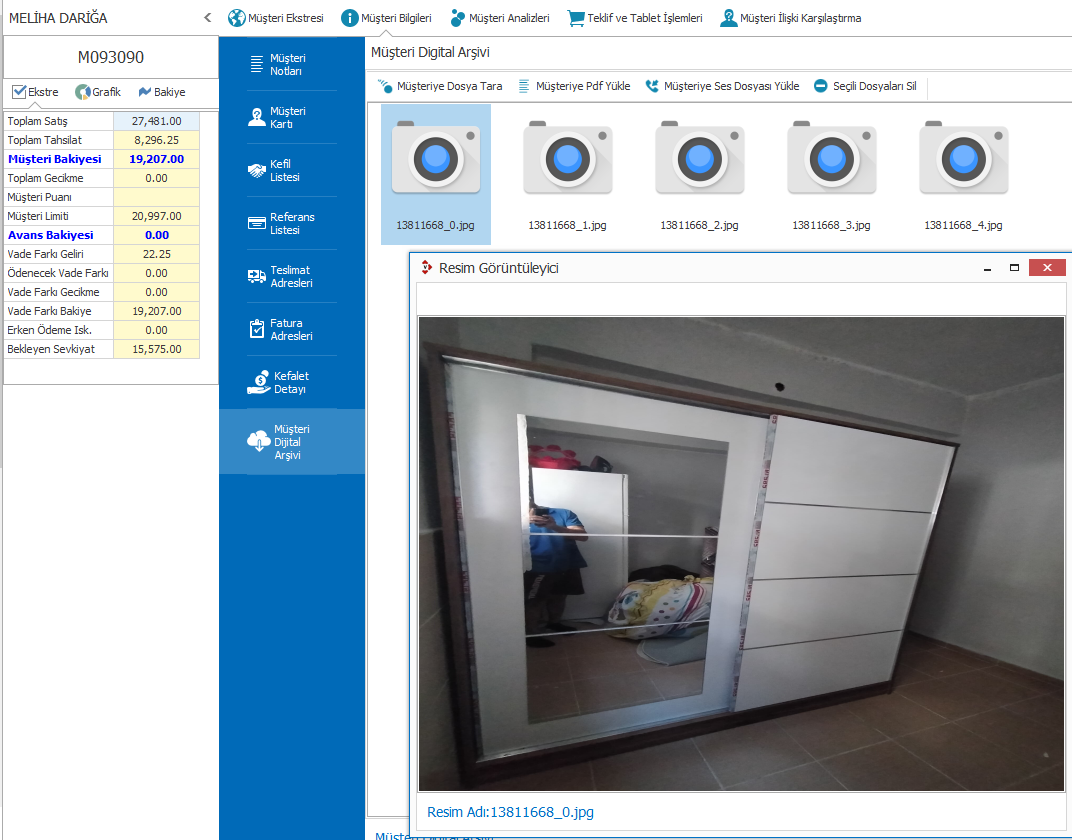 MELİHA DARİĞA
Müşteri Ekstresi Müşteri Bilgileri Müşteri Analizleri Teklif ve Tablet İşlemleri Müşteri İlişki Karşılaştırma
M093090
Ekstre Grafik Bakiye
Toplam Satış 27,481.00
Toplam Tahsilat 8,296.25
Müşteri Bakiyesi 19,207.00
Toplam Gecikme 0.00
Müşteri Puanı
Müşteri Limiti 20,997.00
Avans Bakiyesi 0.00
Vade Farkı Geliri 22.25
Ödenecek Vade Farkı 0.00
Vade Farkı Gecikme 0.00
Vade Farkı Bakiye 19,207.00
Erken Ödeme Isk. 0.00
Bekleyen Sevkiyat 15,575.00
Müşteri
Notları
Müşteri
Kartı
Kefil
Listesi
Referans
Listesi
Teslimat
Adresleri
Fatura
Adresleri
Kefalet
Detayı
Müşteri
Dijital
Arşivi
Müşteri Digital Arşivi
Müşteriye Dosya Tara Müşteriye Pdf Yükle Müşteriye Ses Dosyası Yükle Seçili Dosyaları Sil
13811668_0.jpg 13811668_1.jpg 13811668_2.jpg 13811668_3.jpg 13811668_4.jpg
Resim Görüntüleyici
Resim Adı:13811668_0.jpg
Müşteri Digital Arşivi